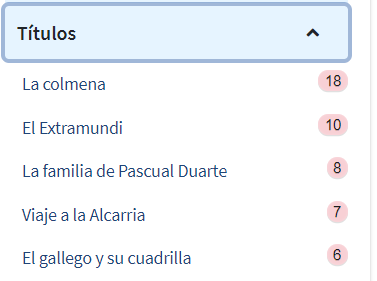 Títulos
La colmena 18
El Extramundi 10
La familia de Pascual Duarte 8
Viaje a la Alcarria 7
El gallego y su cuadrilla 6